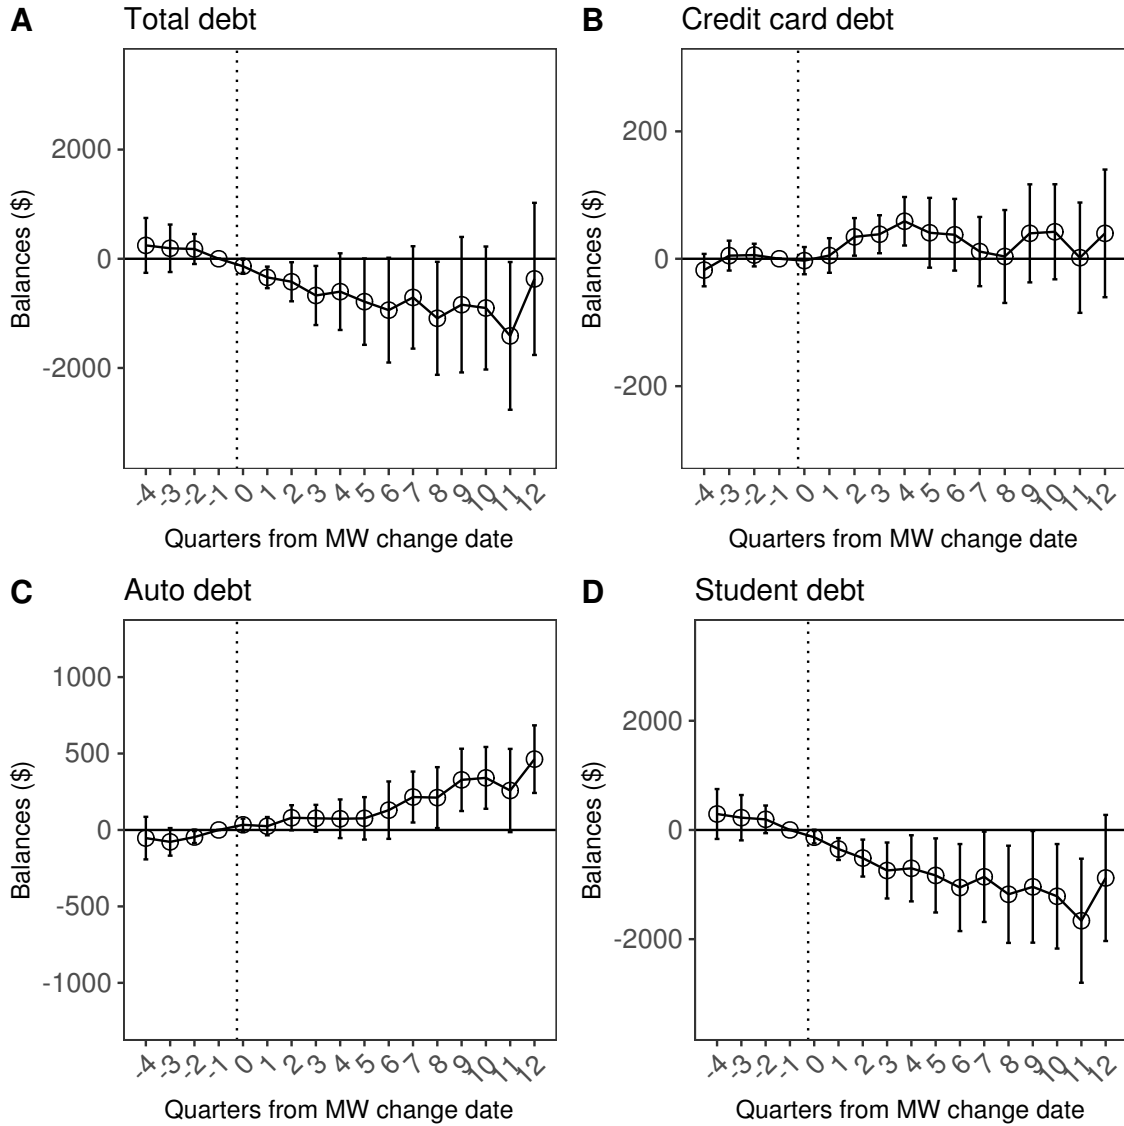 A Total debt
Balances ($)
2000
0
-2000
-4 -3 -2 -1 0 1 2 3 4 5 6 7 8 9 10 11 12
Quarters from MW change date
B Credit card debt
Balances ($)
200
0
-200
-4 -3 -2 -1 0 1 2 3 4 5 6 7 8 9 10 11 12
Quarters from MW change date
C Auto debt
Balances ($)
1000
500
0
-500
-1000
-4 -3 -2 -1 0 1 2 3 4 5 6 7 8 9 10 11 12
Quarters from MW change date
D Student debt
Balances ($)
2000
0
-2000
-4 -3 -2 -1 0 1 2 3 4 5 6 7 8 9 10 11 12
Quarters from MW change date